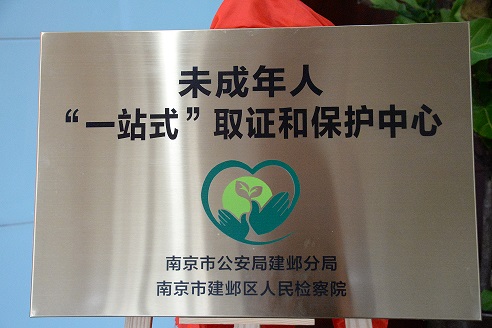 未成年人
“一站式”取证和保护中心
南京市公安局建邺分局
南京市建邺区人民检察院